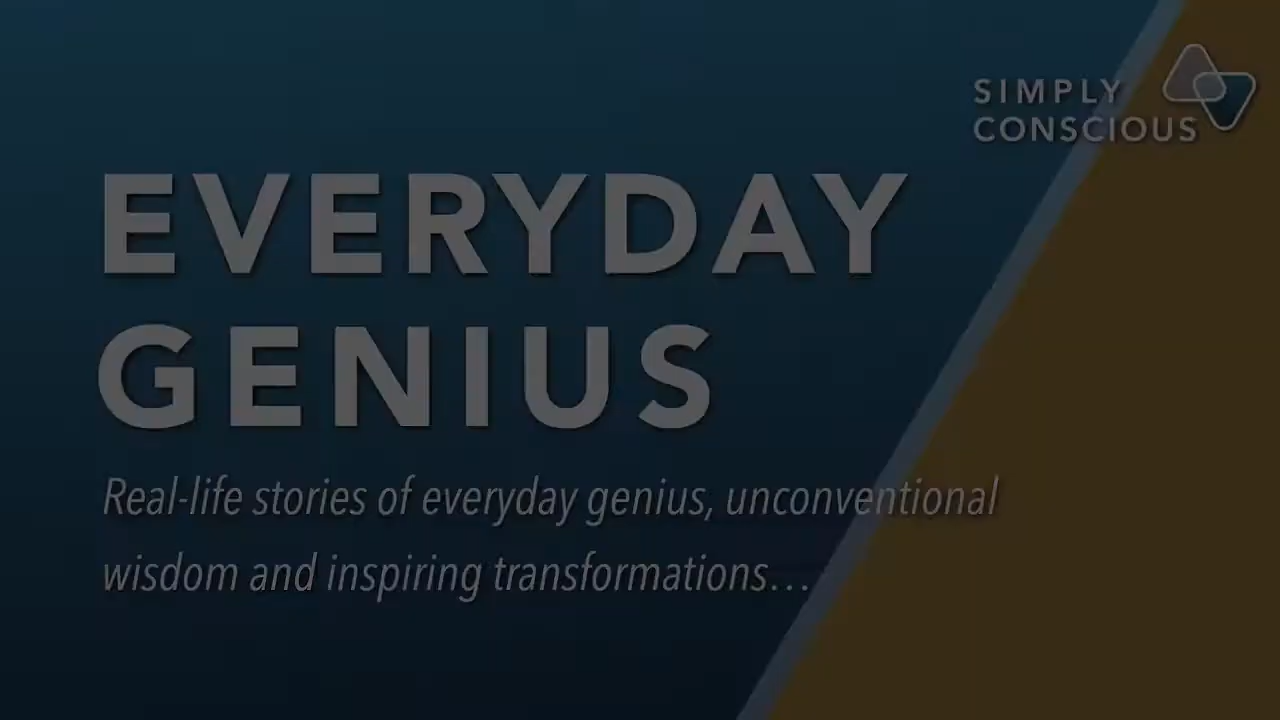 SIMPLY
CONSCIOUS
EVERYDAY
GENIUS
Real-life stories of everyday genius, unconventional
wisdom and inspiring transformations...